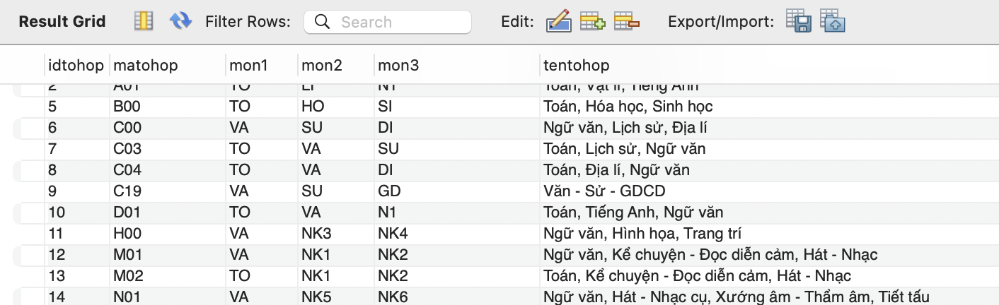 Result Grid Filter Rows: Search Edit: Export/Import:
idtohop matohop mon1 mon2 mon3 tentohop
2 A01 TO LI N1 Toán, Vật lí, Tiếng Anh
5 B00 TO HO SI Toán, Hóa học, Sinh học
6 C00 VA SU DI Ngữ văn, Lịch sử, Địa lí
7 C03 TO VA SU Toán, Lịch sử, Ngữ văn
8 C04 TO VA DI Toán, Địa lí, Ngữ văn
9 C19 VA SU GD Văn - Sử - GDCD
10 D01 TO VA N1 Toán, Tiếng Anh, Ngữ văn
11 H00 VA NK3 NK4 Ngữ văn, Hình họa, Trang trí
12 M01 VA NK1 NK2 Ngữ văn, Kể chuyện - Đọc diễn cảm, Hát - Nhạc
13 M02 TO NK1 NK2 Toán, Kể chuyện - Đọc diễn cảm, Hát - Nhạc
14 N01 VA NK5 NK6 Ngữ văn, Hát - Nhạc cụ, Xướng âm - Thẩm âm, Tiết tấu